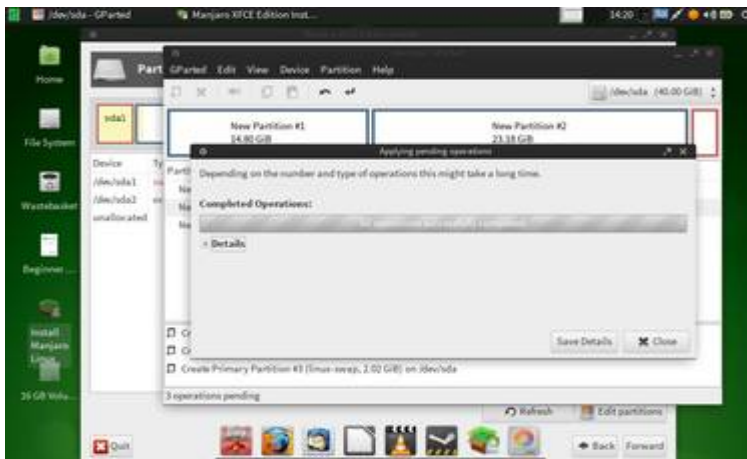 /dev/sda - GParted
Manjaro XFCE Edition Inst...
14:20
Home
File System
Wastebasket
Beginner ...
Install
Manjaro
Linux
Part
sda1
Device
/dev/sda1
/dev/sda2
unallocated
GParted Edit View Device Partition Help
/dev/sda (40.00 GiB)
New Partition #1
14.80 GiB
New Partition #2
23.18 GiB
Applying pending operations
Depending on the number and type of operations this might take a long time.
Completed Operations:
Details
Save Details
Close
Create Primary Partition #3 (linux-swap, 2.02 GiB) on /dev/sda
3 operations pending
Refresh
Edit partitions
Quit
Back
Forward